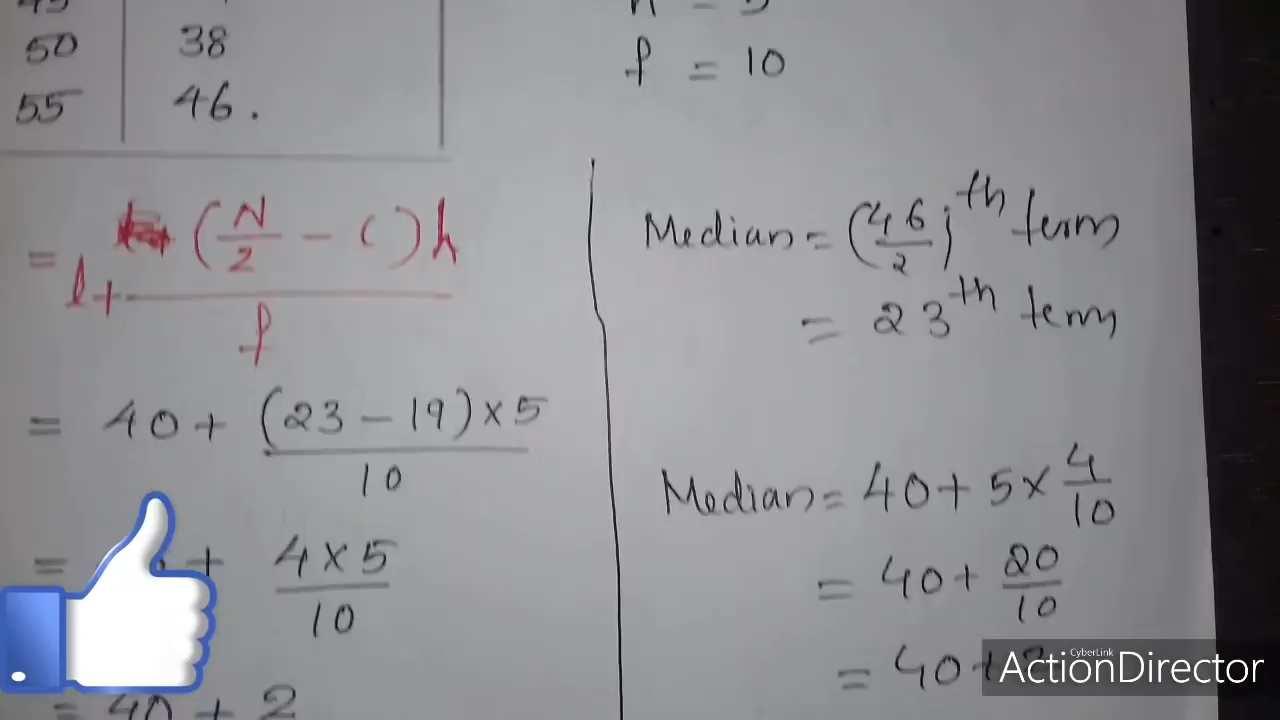 50 38
55 46.
f = 10
= l + (N/2 - C)h / f
= 40 + (23 - 19) × 5 / 10
= + 4 × 5 / 10
= 40 + 2
Median = (46/2)th term
= 23th term
Median = 40 + 5 × 4/10
= 40 + 20/10
= 40 +
CyberLink
ActionDirector